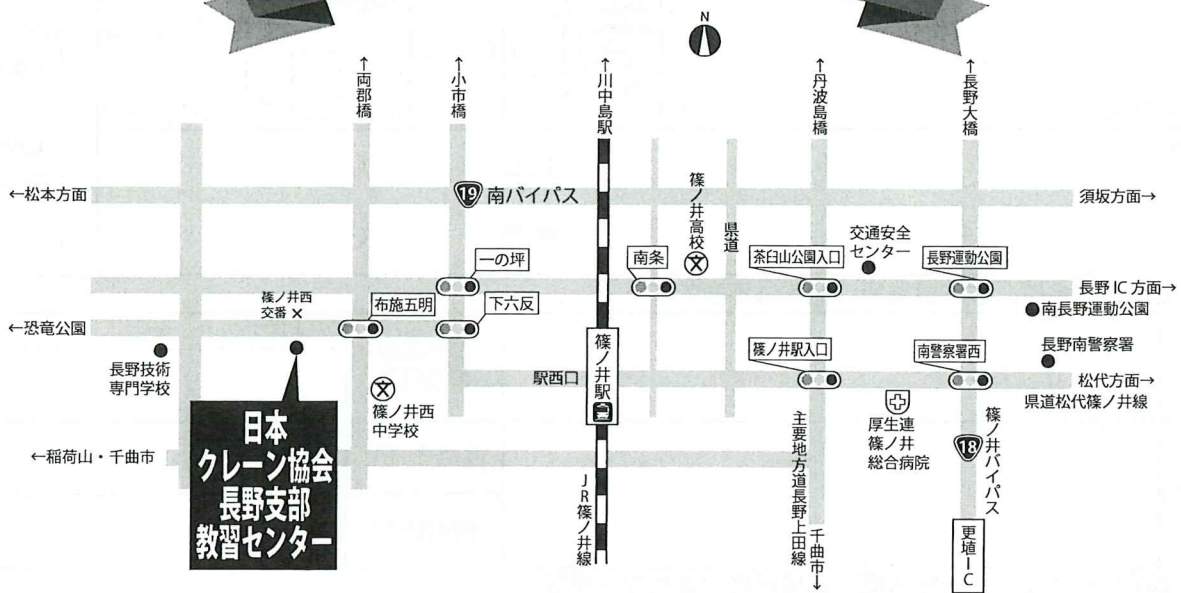 N
↑両郡橋
↑小市橋
↑川中島駅
↑丹波島橋
↑長野大橋
←松本方面
19 南バイパス
篠ノ井高校
県道
須坂方面→
交通安全
センター
一の坪
南条
茶臼山公園入口
長野運動公園
長野IC方面→
篠ノ井西
交番
布施五明
下六反
南長野運動公園
←恐竜公園
長野技術
専門学校
篠ノ井駅
篠ノ井駅入口
南警察署西
長野南警察署
駅西口
松代方面→
県道松代篠ノ井線
篠ノ井西
中学校
厚生連
篠ノ井
総合病院
日本
クレーン協会
長野支部
教習センター
←稲荷山・千曲市
JR篠ノ井線
主要地方道長野上田線
千曲市↓
18
篠ノ井バイパス
更埴IC